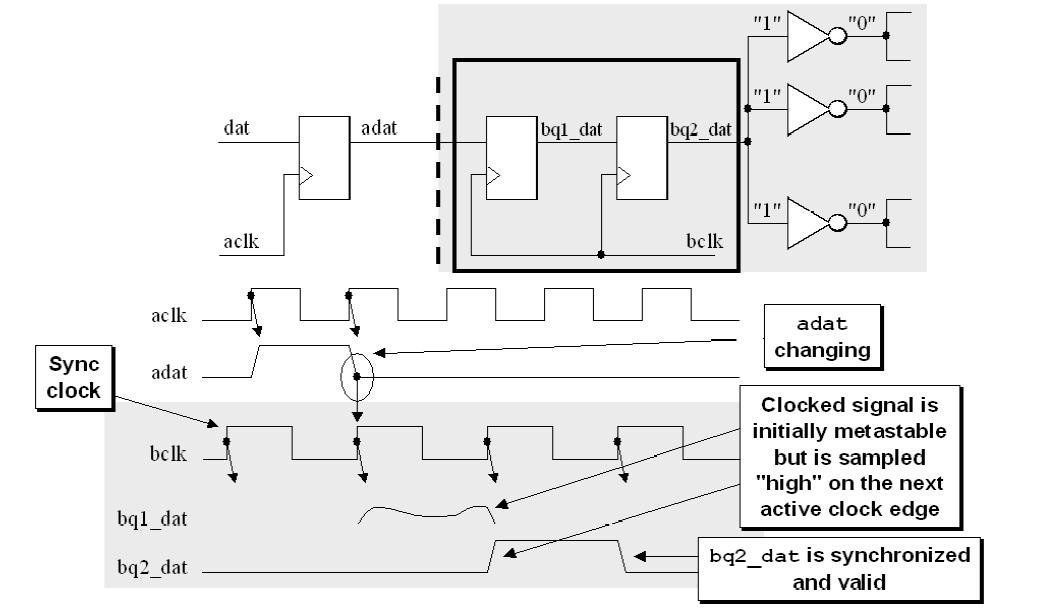 "1" "0"
"1" "0"
dat adat bq1_dat bq2_dat
"1" "0"
aclk bclk
aclk
adat
changing
adat
Sync
clock
Clocked signal is
initially metastable
but is sampled
"high" on the next
active clock edge
bclk
bq1_dat
bq2_dat
bq2_dat is synchronized
and valid